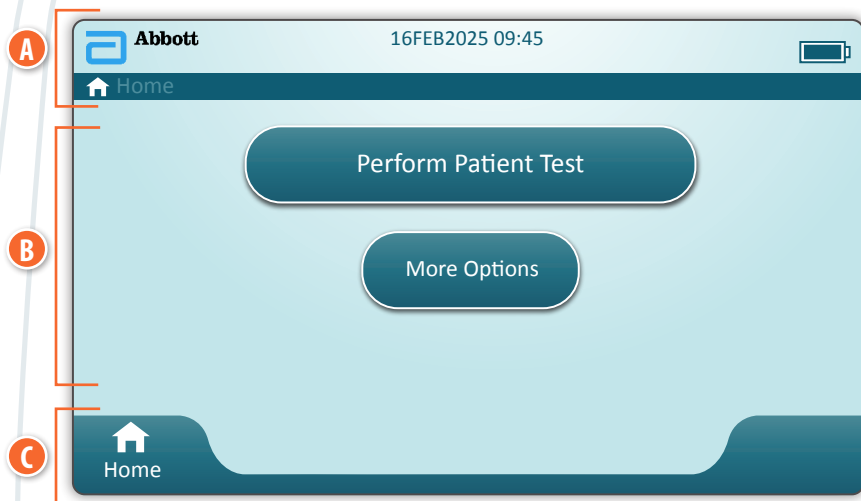 A
Abbott
16FEB2025 09:45
Home
B
Perform Patient Test
More Options
C
Home